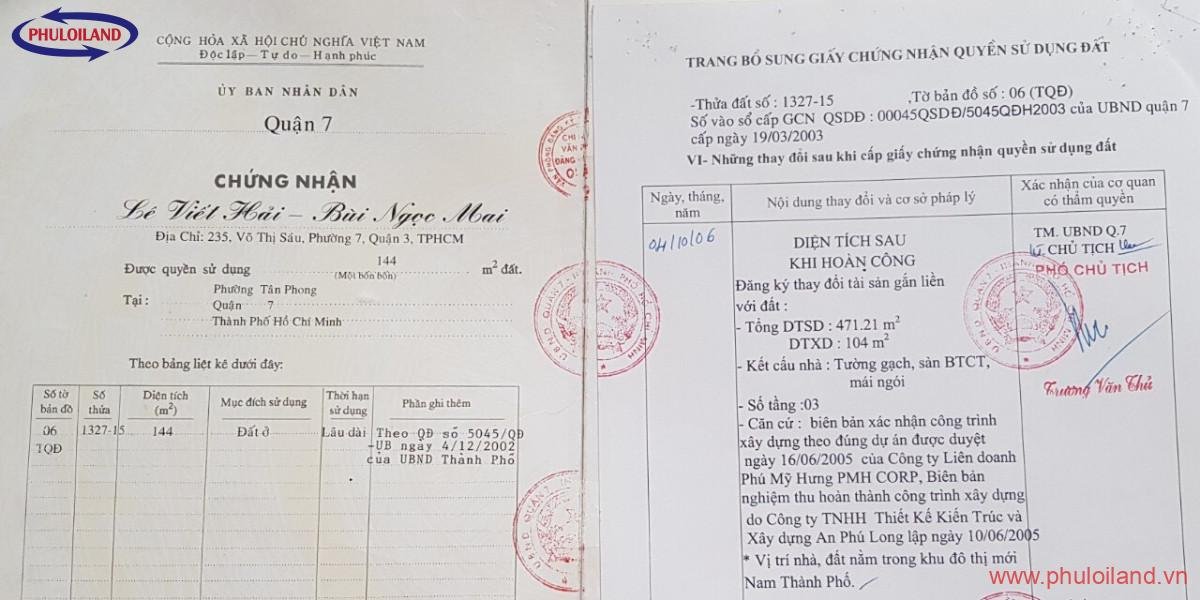 PHULOILAND
CỘNG HÒA XÃ HỘI CHỦ NGHĨA VIỆT NAM
Độc lập — Tự do — Hạnh phúc
ỦY BAN NHÂN DÂN
Quận 7
CHỨNG NHẬN
Lê Viết Hải – Bùi Ngọc Mai
Địa Chỉ: 235, Võ Thị Sáu, Phường 7, Quận 3, TPHCM
Được quyền sử dụng 144 m2 đất.
(Một bốn bốn)
Tại : Phường Tân Phong
Quận 7
Thành Phố Hồ Chí Minh
Theo bảng liệt kê dưới đây:
Số tờ bản đồ
Số thửa
Diện tích (m2)
Mục đích sử dụng
Thời hạn sử dụng
Phần ghi thêm
06 1327-15 144 Đất ở Lâu dài Theo QĐ số 5045/QĐ
TQĐ -UB ngày 4/12/2002
của UBND Thành Phố
TRANG BỔ SUNG GIẤY CHỨNG NHẬN QUYỀN SỬ DỤNG ĐẤT
-Thửa đất số : 1327-15 ,Tờ bản đồ số : 06 (TQĐ)
Số vào sổ cấp GCN QSDĐ : 00045QSDĐ/5045QĐH2003 của UBND quận 7
cấp ngày 19/03/2003
VI- Những thay đổi sau khi cấp giấy chứng nhận quyền sử dụng đất
Ngày, tháng, năm
Nội dung thay đổi và cơ sở pháp lý
Xác nhận của cơ quan có thẩm quyền
04/10/06
DIỆN TÍCH SAU
KHI HOÀN CÔNG
Đăng ký thay đổi tài sản gắn liền
với đất :
- Tổng DTSD : 471.21 m2
DTXD : 104 m2
- Kết cấu nhà : Tường gạch, sàn BTCT,
mái ngói
- Số tầng :03
- Căn cứ : biên bản xác nhận công trình
xây dựng theo đúng dự án được duyệt
ngày 16/06/2005 của Công ty Liên doanh
Phú Mỹ Hưng PMH CORP, Biên bản
nghiệm thu hoàn thành công trình xây dựng
do Công ty TNHH Thiết Kế Kiến Trúc và
Xây dựng An Phú Long lập ngày 10/06/2005
* Vị trí nhà, đất nằm trong khu đô thị mới
Nam Thành Phố.
TM. UBND Q.7
CHỦ TỊCH
PHÓ CHỦ TỊCH
Trương Văn Thủ
www.phuloiland.vn